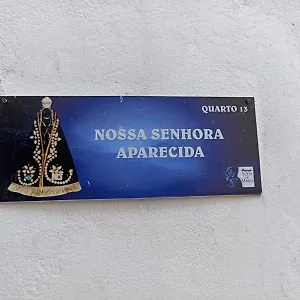 QUARTO 13
NOSSA SENHORA
APARECIDA